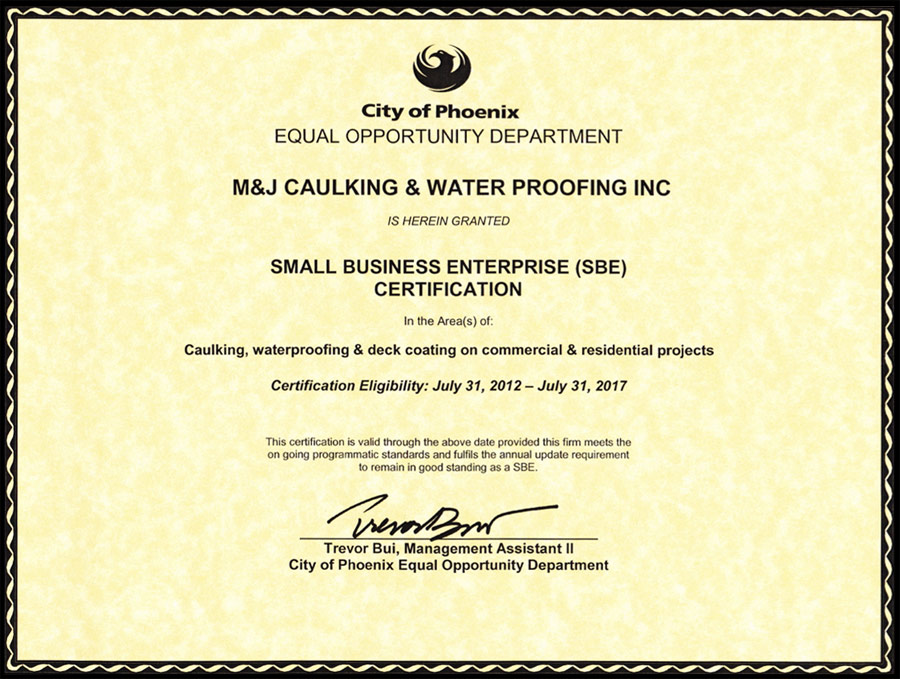 City of Phoenix
EQUAL OPPORTUNITY DEPARTMENT
M&J CAULKING & WATER PROOFING INC
IS HEREIN GRANTED
SMALL BUSINESS ENTERPRISE (SBE)
CERTIFICATION
In the Area(s) of:
Caulking, waterproofing & deck coating on commercial & residential projects
Certification Eligibility: July 31, 2012 – July 31, 2017
This certification is valid through the above date provided this firm meets the
on going programmatic standards and fulfils the annual update requirement
to remain in good standing as a SBE.
Trevor Bui
Trevor Bui, Management Assistant II
City of Phoenix Equal Opportunity Department